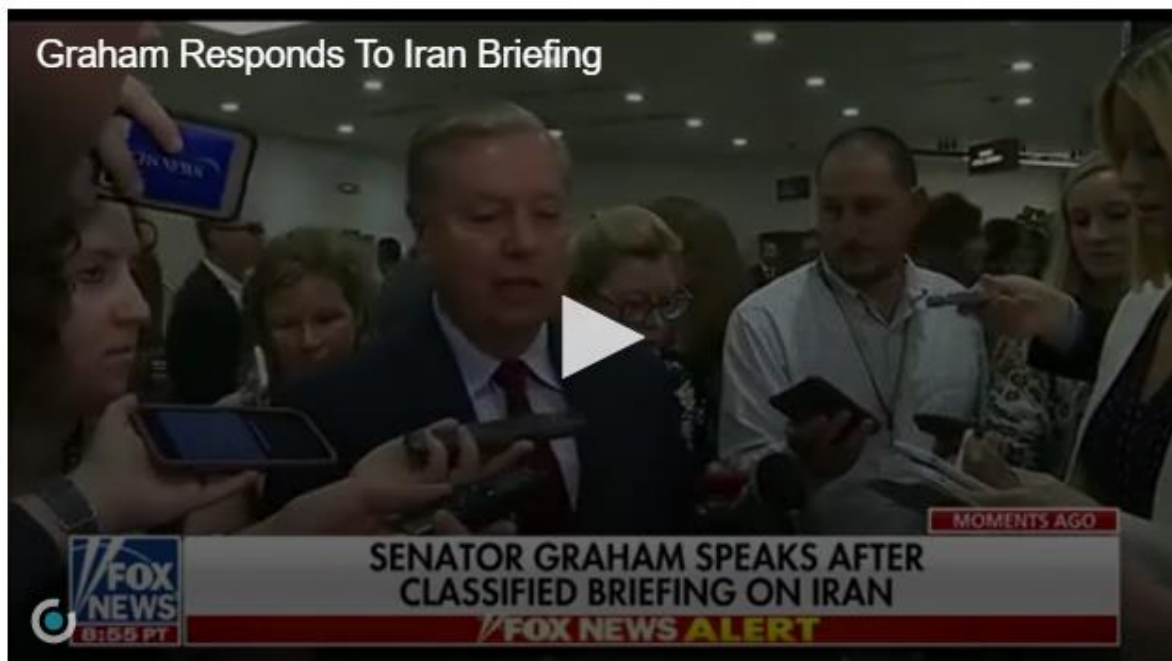 Graham Responds To Iran Briefing
MOMENTS AGO
SENATOR GRAHAM SPEAKS AFTER
CLASSIFIED BRIEFING ON IRAN
FOX
NEWS
8:55 PT
FOX NEWS ALERT